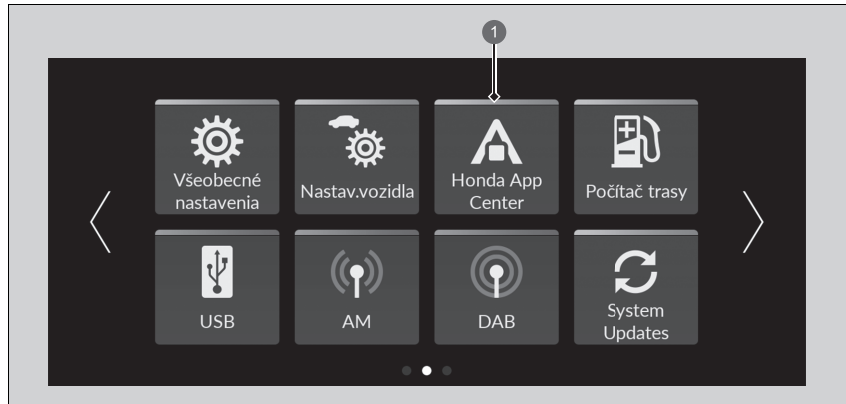 1
Všeobecné
nastavenia
Nastav.vozidla
Honda App
Center
Počítač trasy
USB
AM
DAB
System
Updates